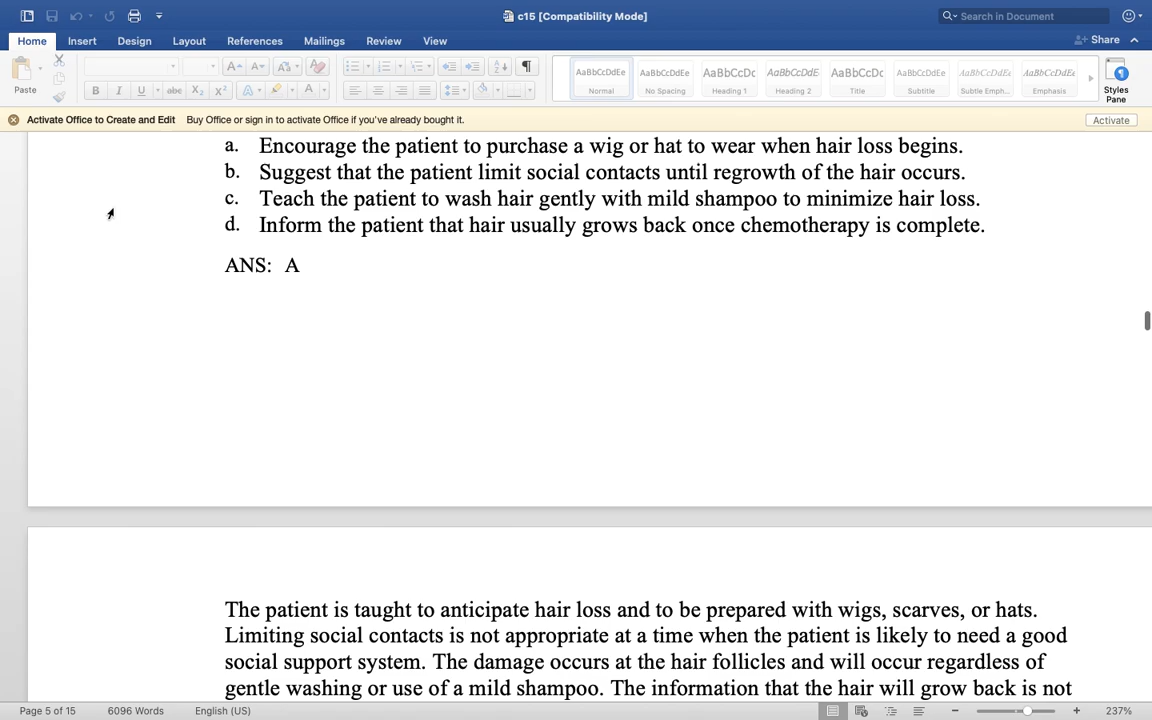 c15 [Compatibility Mode]
Search in Document
Home Insert Design Layout References Mailings Review View
Share
Paste
AaBbCcDdEe AaBbCcDdEe AaBbCcDc AaBbCcDdE AaBbCcDc AaBbCcDdEe AaBbCcDdEe AaBbCcDdEe
Normal No Spacing Heading 1 Heading 2 Title Subtitle Subtle Emph... Emphasis
Styles
Pane
Activate Office to Create and Edit Buy Office or sign in to activate Office if you've already bought it. Activate
a. Encourage the patient to purchase a wig or hat to wear when hair loss begins.
b. Suggest that the patient limit social contacts until regrowth of the hair occurs.
c. Teach the patient to wash hair gently with mild shampoo to minimize hair loss.
d. Inform the patient that hair usually grows back once chemotherapy is complete.
ANS: A
The patient is taught to anticipate hair loss and to be prepared with wigs, scarves, or hats.
Limiting social contacts is not appropriate at a time when the patient is likely to need a good
social support system. The damage occurs at the hair follicles and will occur regardless of
gentle washing or use of a mild shampoo. The information that the hair will grow back is not
Page 5 of 15 6096 Words English (US) 237%